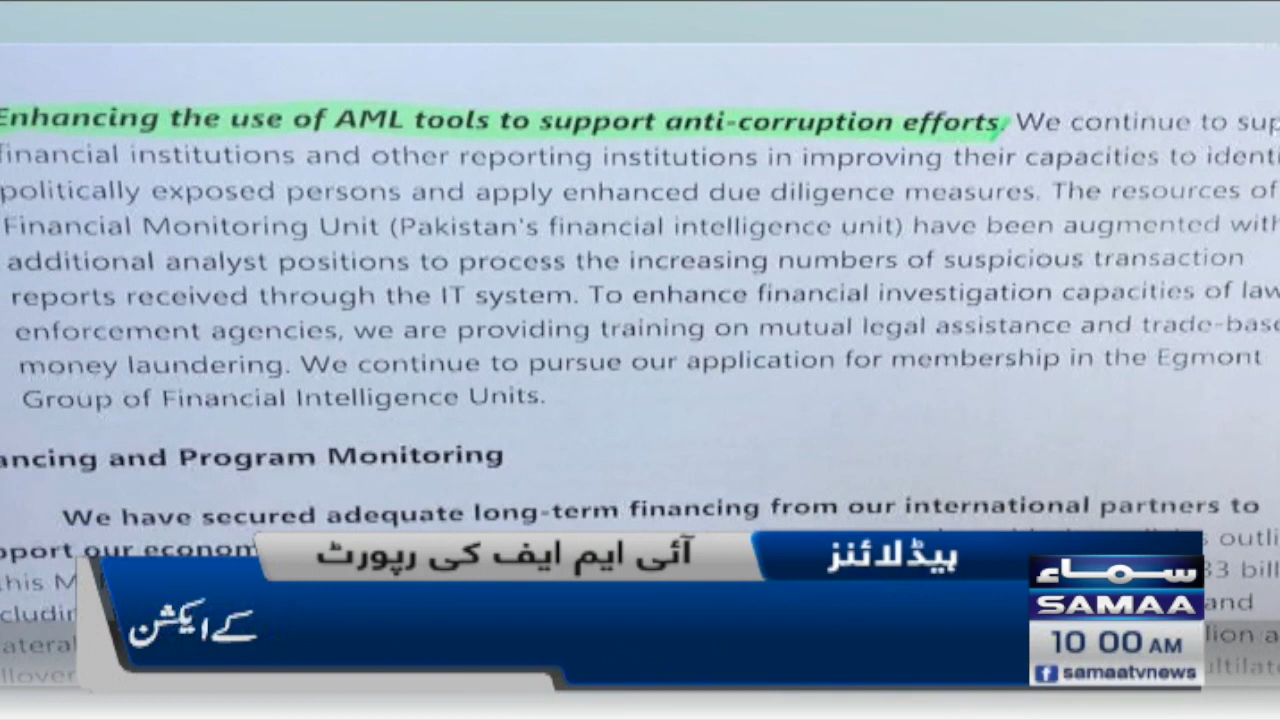 Enhancing the use of AML tools to support anti-corruption efforts. We continue to
financial institutions and other reporting institutions in improving their capacities to
politically exposed persons and apply enhanced due diligence measures. The resources of
Financial Monitoring Unit (Pakistan's financial intelligence unit) have been augmented with
additional analyst positions to process the increasing numbers of suspicious transaction
reports received through the IT system. To enhance financial investigation capacities of law
enforcement agencies, we are providing training on mutual legal assistance and
money laundering. We continue to pursue our application for membership in the Egmont
Group of Financial Intelligence Units.
and Program Monitoring
We have secured adequate long-term financing from our international partners to
our
this
and
ہیڈلائنز
آئی ایم ایف کی رپورٹ
کے ایکشن
سماء
SAMAA
10 00 AM
samaatvnews